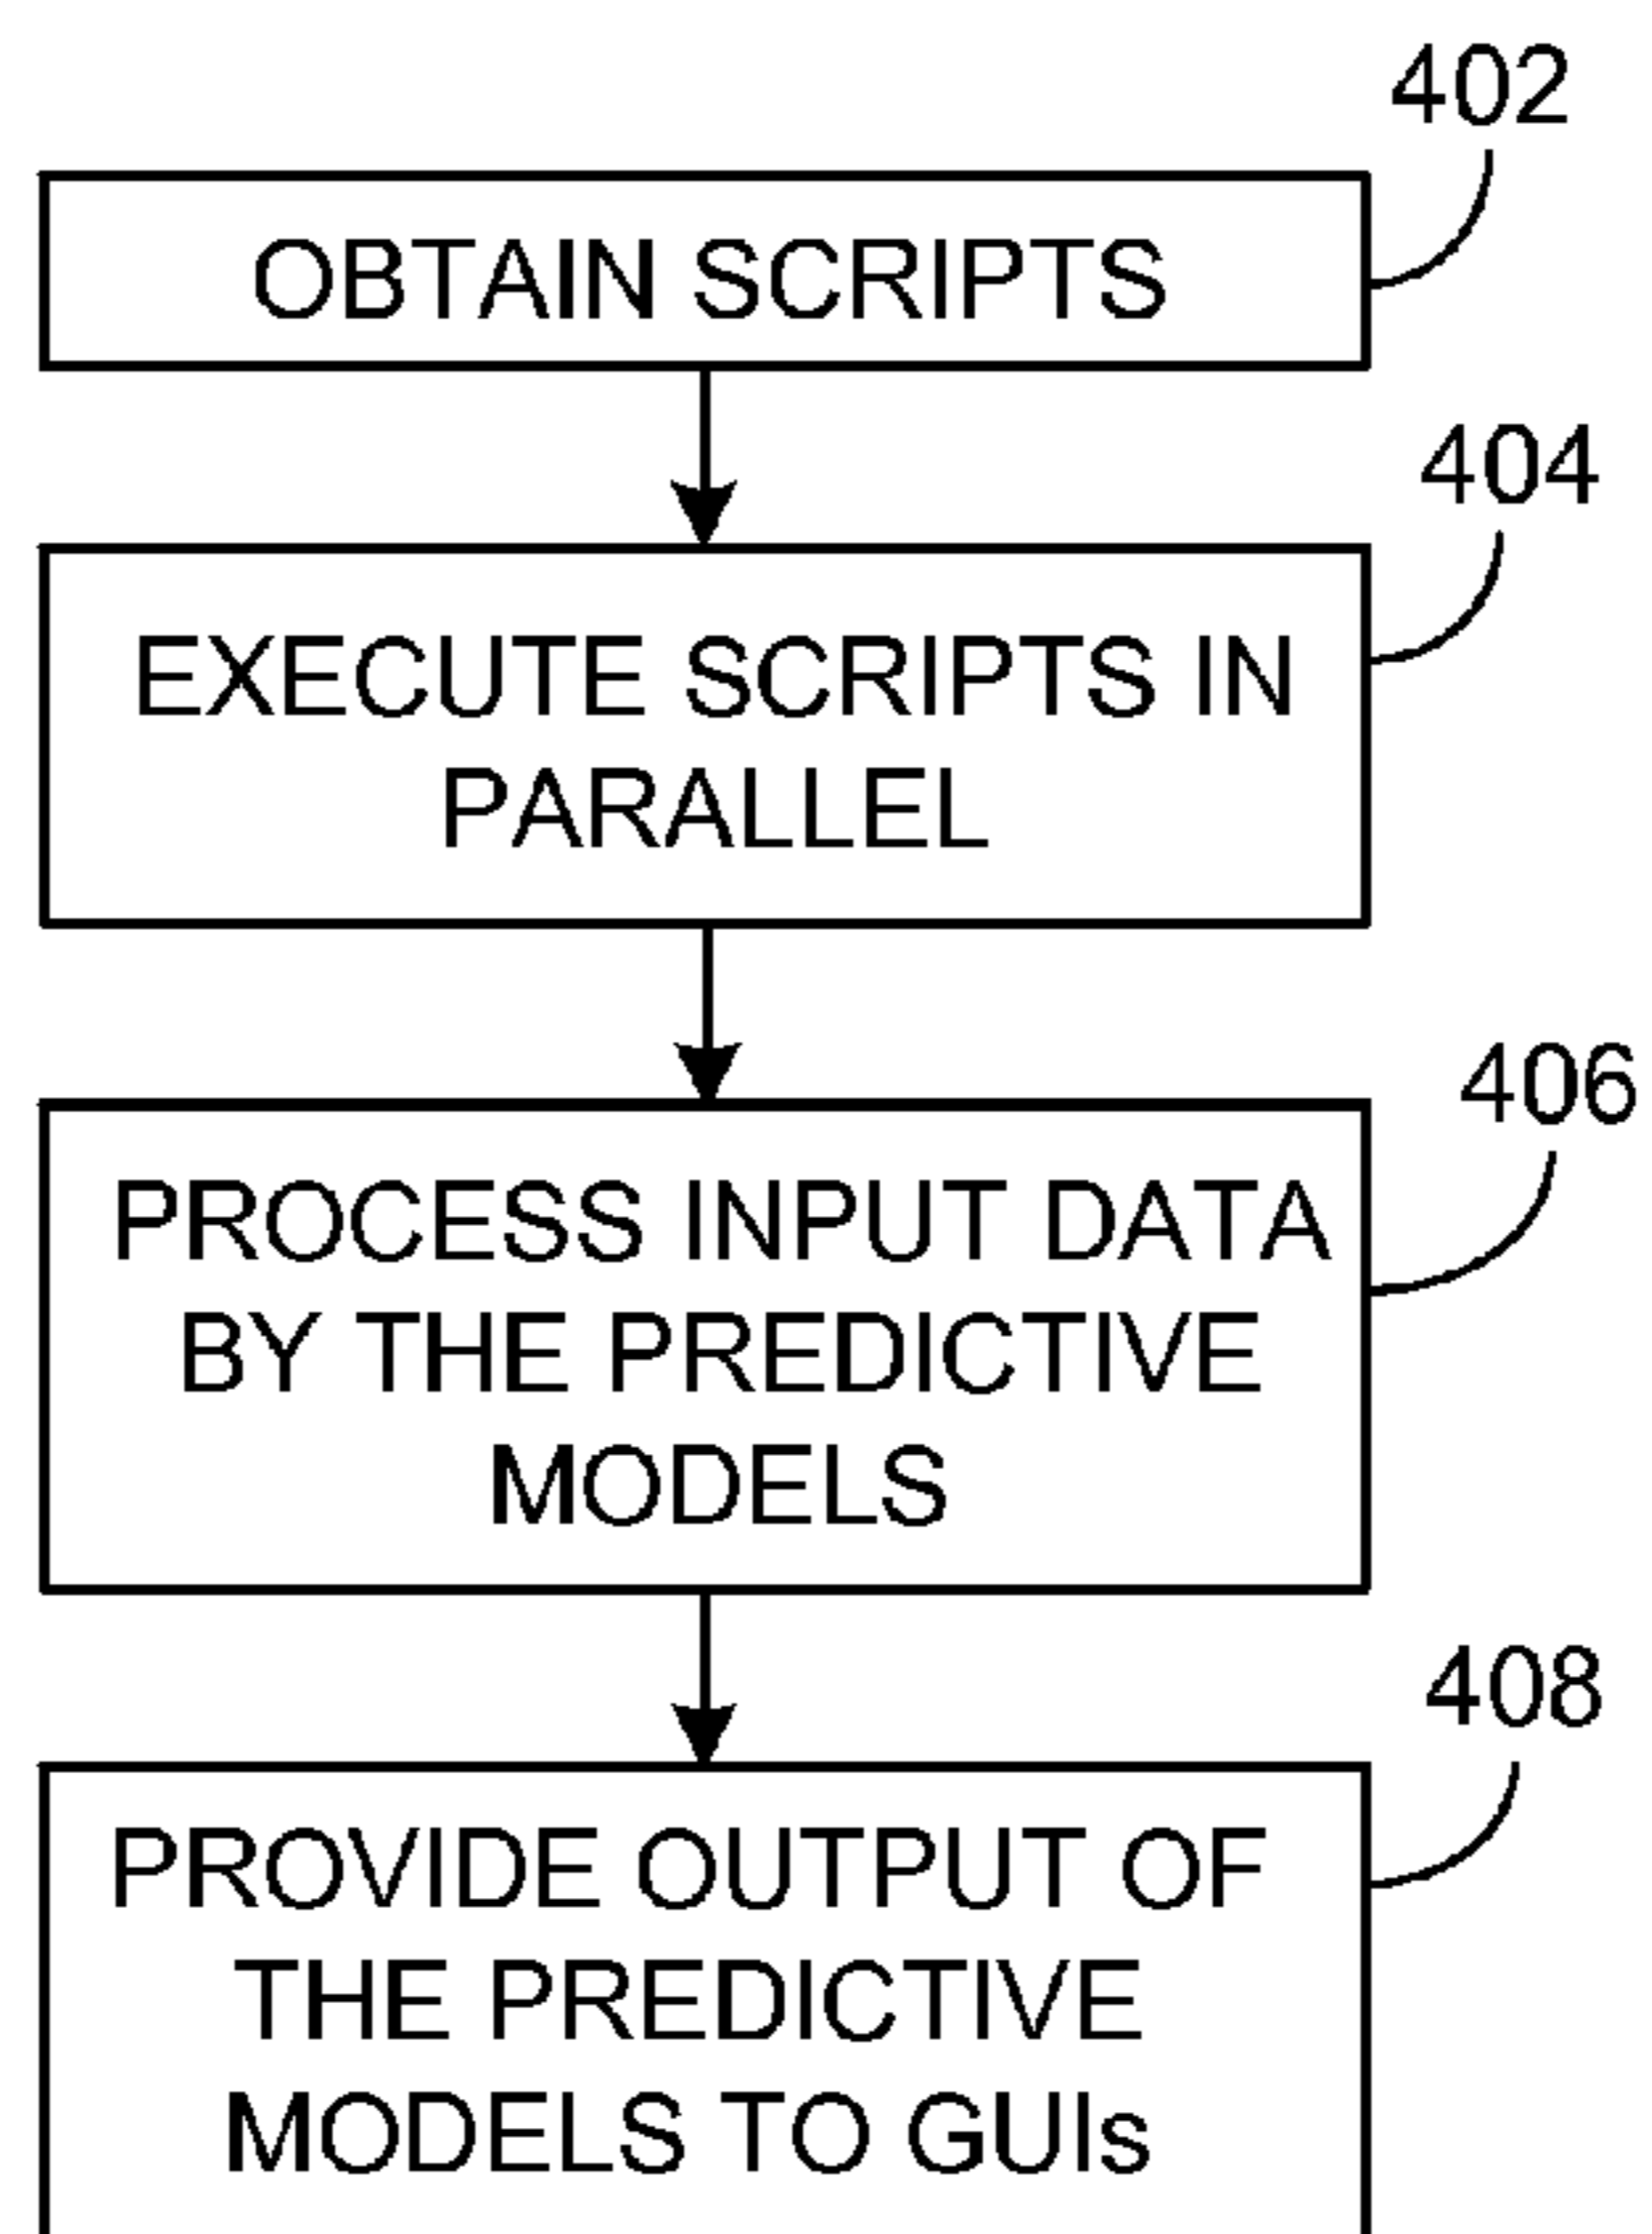 402
OBTAIN SCRIPTS
404
EXECUTE SCRIPTS IN
PARALLEL
406
PROCESS INPUT DATA
BY THE PREDICTIVE
MODELS
408
PROVIDE OUTPUT OF
THE PREDICTIVE
MODELS TO GUIs